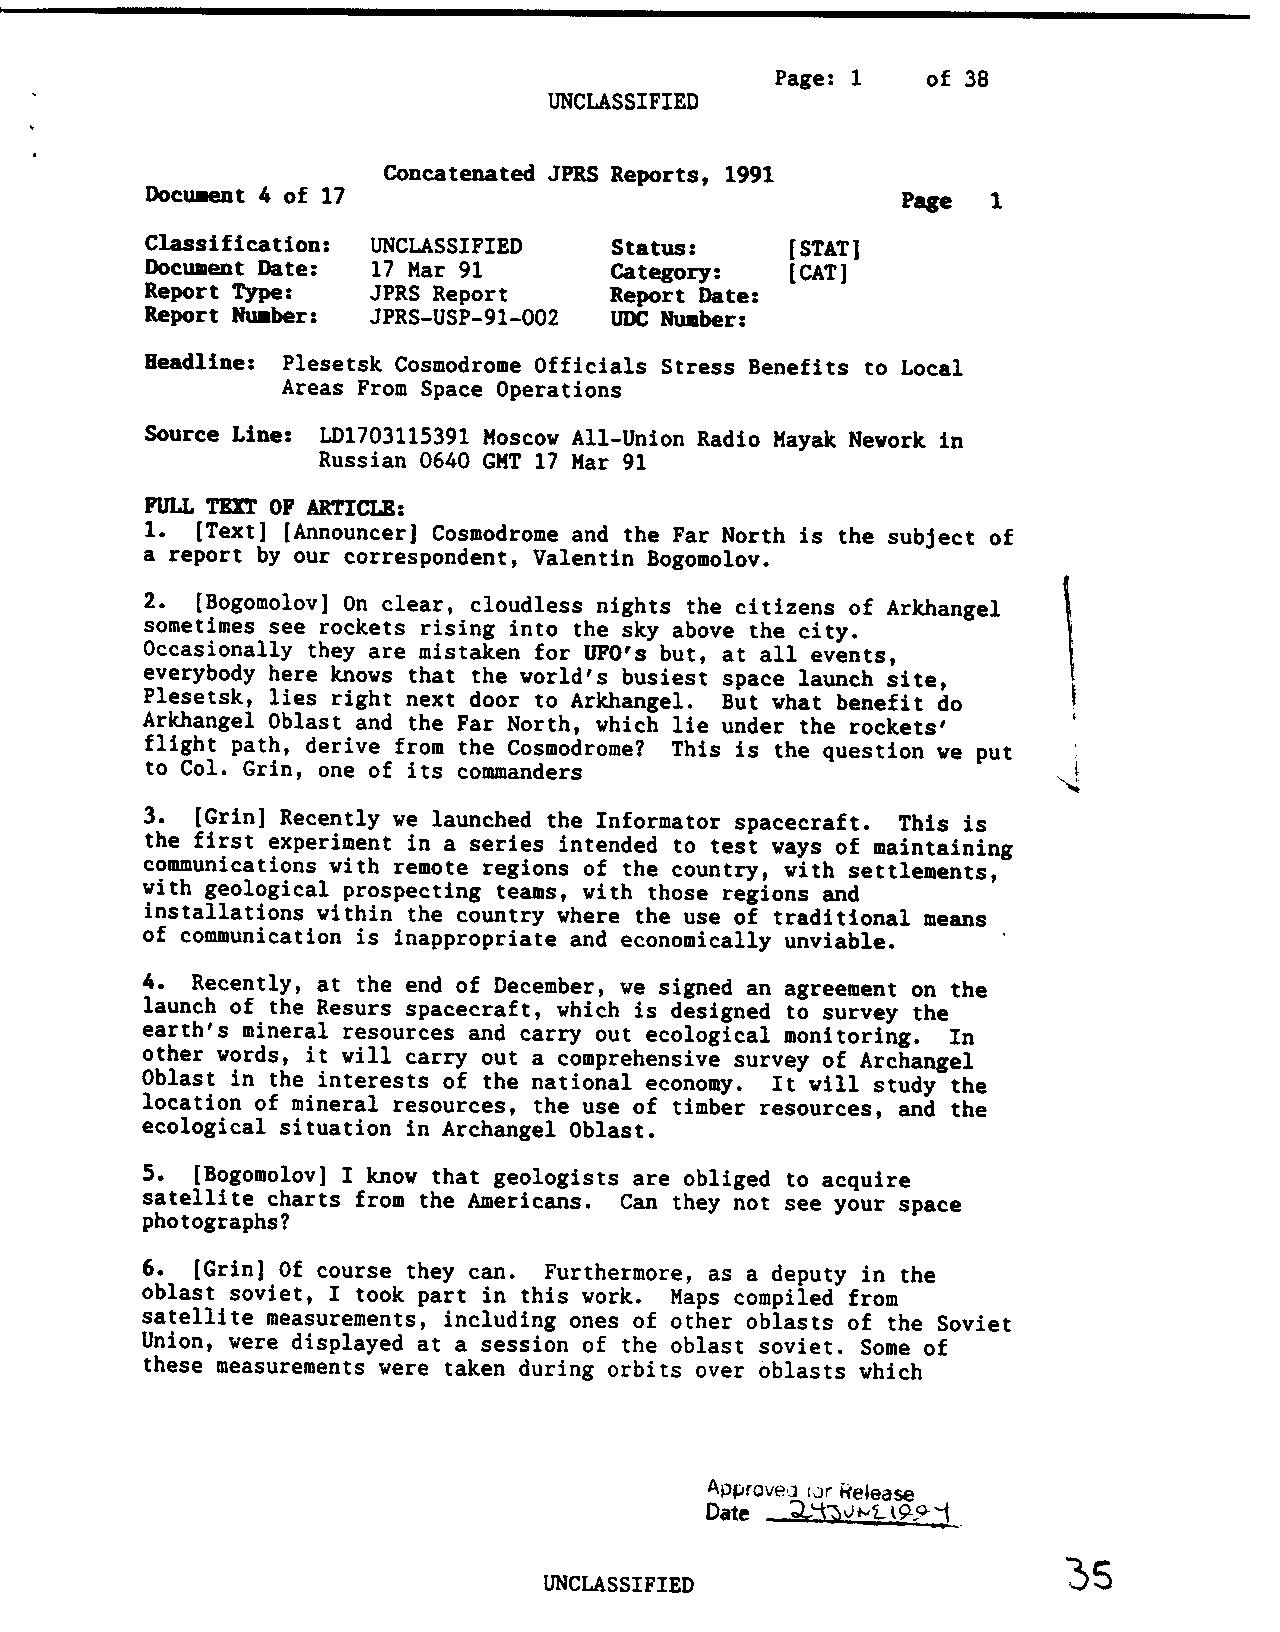 Page: 1 of 38
UNCLASSIFIED
Concatenated JPRS Reports, 1991
Document 4 of 17
Page 1
Classification: UNCLASSIFIED Status: [STAT]
Document Date: 17 Mar 91 Category: [CAT]
Report Type: JPRS Report Report Date:
Report Number: JPRS-USP-91-002 UDC Number:
Headline: Plesetsk Cosmodrome Officials Stress Benefits to Local
Areas From Space Operations
Source Line: LD1703115391 Moscow All-Union Radio Mayak Nework in
Russian 0640 GMT 17 Mar 91
FULL TEXT OF ARTICLE:
1. [Text] [Announcer] Cosmodrome and the Far North is the subject of
a report by our correspondent, Valentin Bogomolov.
2. [Bogomolov] On clear, cloudless nights the citizens of Arkhangel
sometimes see rockets rising into the sky above the city.
Occasionally they are mistaken for UFO's but, at all events,
everybody here knows that the world's busiest space launch site,
Plesetsk, lies right next door to Arkhangel. But what benefit do
Arkhangel Oblast and the Far North, which lie under the rockets'
flight path, derive from the Cosmodrome? This is the question we put
to Col. Grin, one of its commanders
3. [Grin] Recently we launched the Informator spacecraft. This is
the first experiment in a series intended to test ways of maintaining
communications with remote regions of the country, with settlements,
with geological prospecting teams, with those regions and
installations within the country where the use of traditional means
of communication is inappropriate and economically unviable.
4. Recently, at the end of December, we signed an agreement on the
launch of the Resurs spacecraft, which is designed to survey the
earth's mineral resources and carry out ecological monitoring. In
other words, it will carry out a comprehensive survey of Archangel
Oblast in the interests of the national economy. It will study the
location of mineral resources, the use of timber resources, and the
ecological situation in Archangel Oblast.
5. [Bogomolov] I know that geologists are obliged to acquire
satellite charts from the Americans. Can they not see your space
photographs?
6. [Grin] Of course they can. Furthermore, as a deputy in the
oblast soviet, I took part in this work. Maps compiled from
satellite measurements, including ones of other oblasts of the Soviet
Union, were displayed at a session of the oblast soviet. Some of
these measurements were taken during orbits over oblasts which
Approved for Release
Date 24 JUNE 1994
UNCLASSIFIED
35